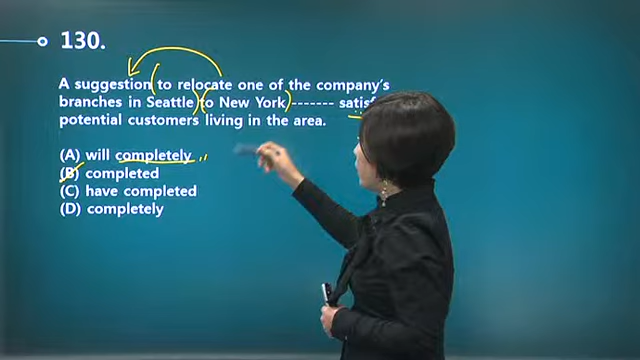 130.
A suggestion to relocate one of the company's
branches in Seattle to New York -------
potential customers living in the area.
(A) will completely
(B) completed
(C) have completed
(D) completely